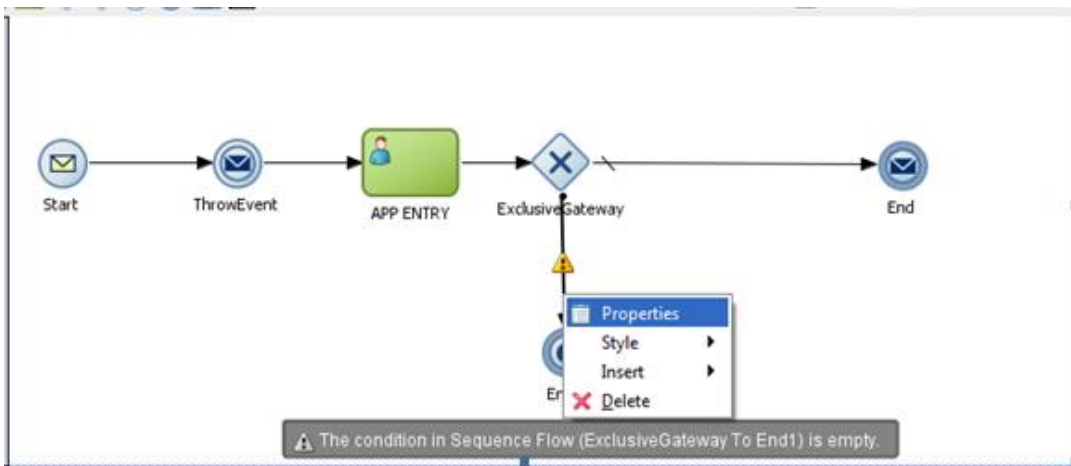 Start
ThrowEvent
APP ENTRY
ExclusiveGateway
End
Properties
Style
Insert
Delete
The condition in Sequence Flow (ExclusiveGateway To End1) is empty.